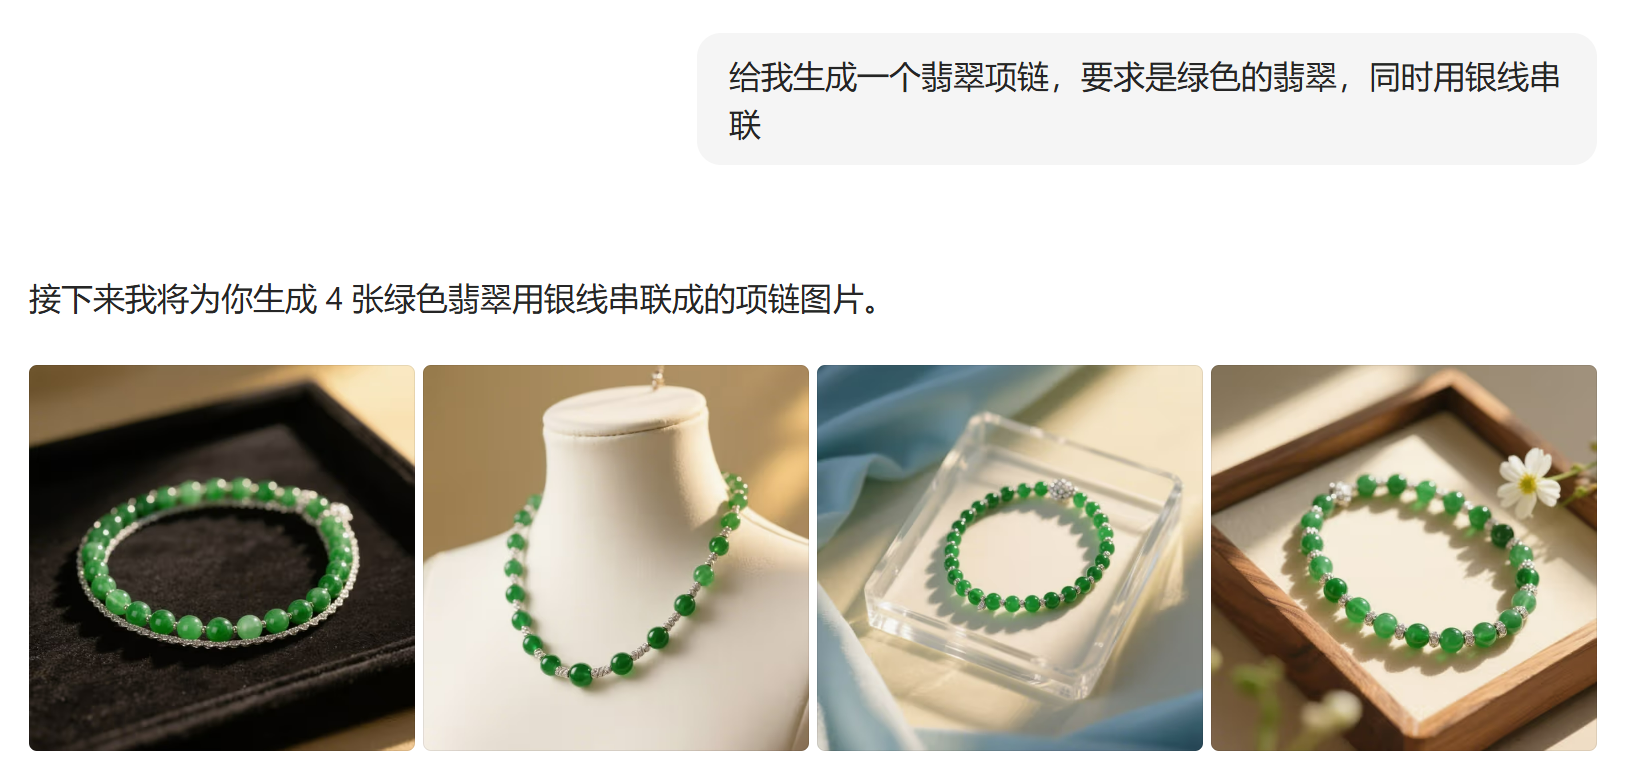 给我生成一个翡翠项链，要求是绿色的翡翠，同时用银线串
联
接下来我将为你生成 4 张绿色翡翠用银线串联成的项链图片。